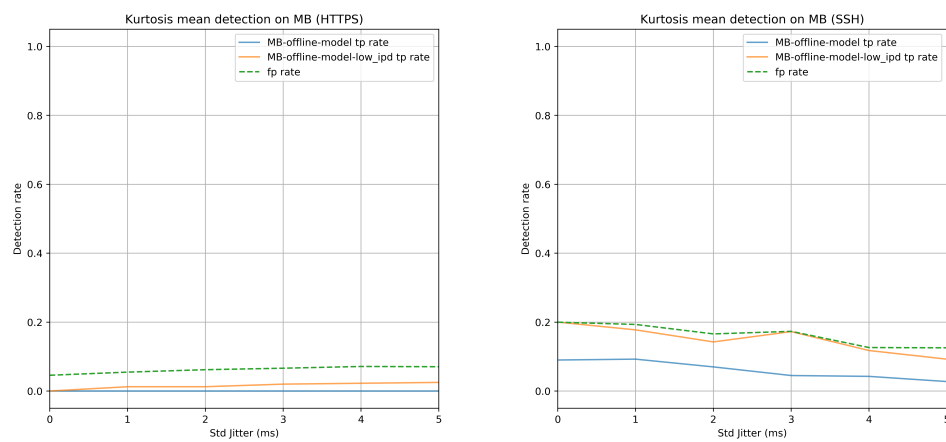 Kurtosis mean detection on MB (HTTPS)
MB-offline-model tp rate
MB-offline-model-low_ipd tp rate
fp rate
1.0
0.8
0.6
0.4
0.2
0.0
Detection rate
0
1
2
3
4
5
Std Jitter (ms)
Kurtosis mean detection on MB (SSH)
MB-offline-model tp rate
MB-offline-model-low_ipd tp rate
fp rate
1.0
0.8
0.6
0.4
0.2
0.0
Detection rate
0
1
2
3
4
5
Std Jitter (ms)